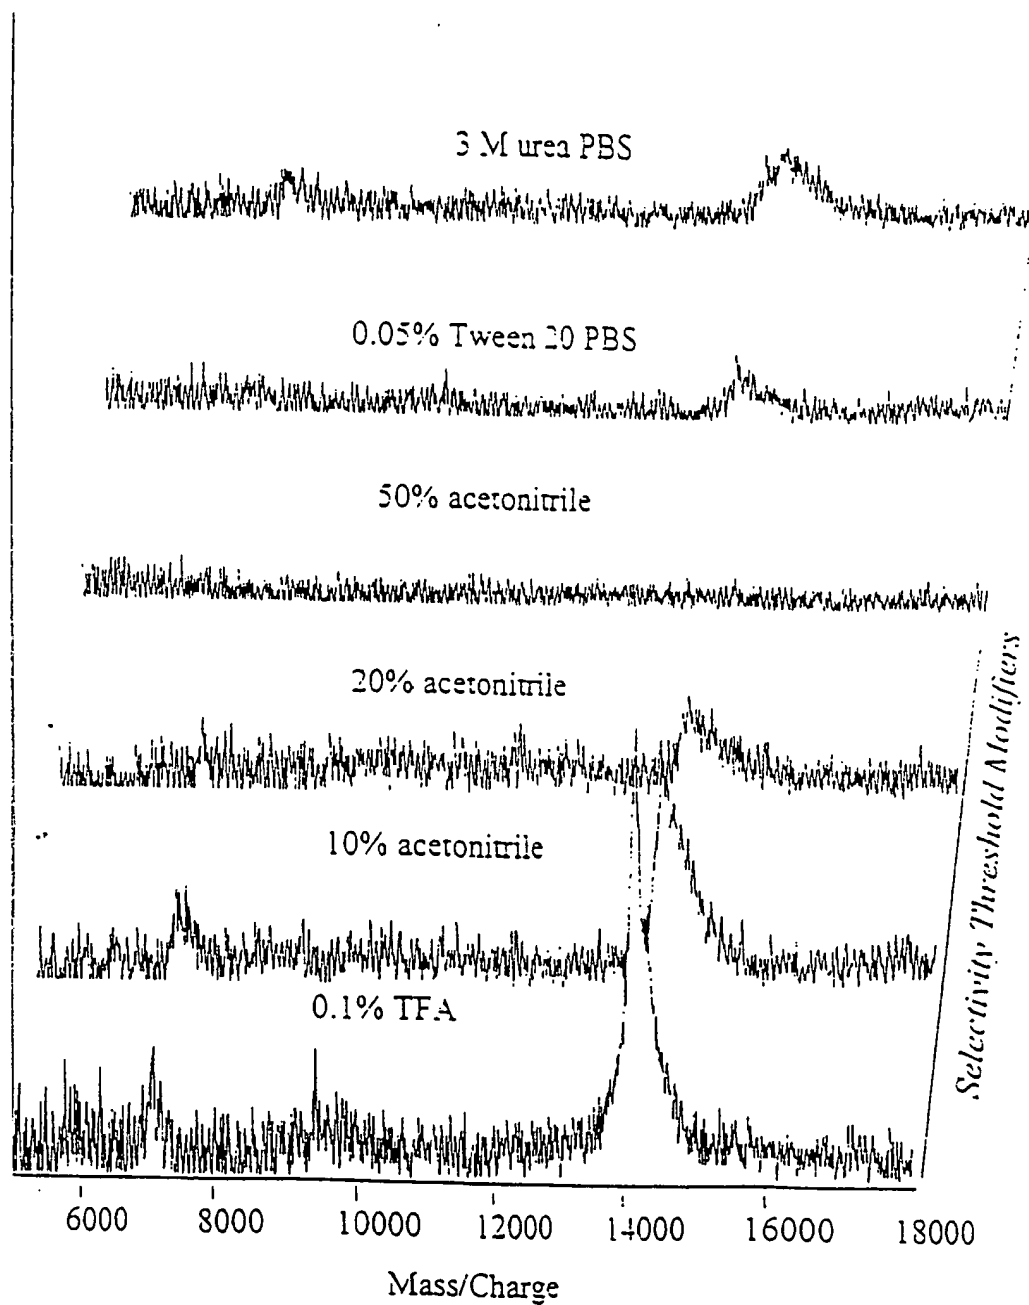 3 M urea PBS
0.05% Tween 20 PBS
50% acetonitrile
20% acetonitrile
10% acetonitrile
0.1% TFA
Selectivity Threshold Modifiers
6000 8000 10000 12000 14000 16000 18000
Mass/Charge